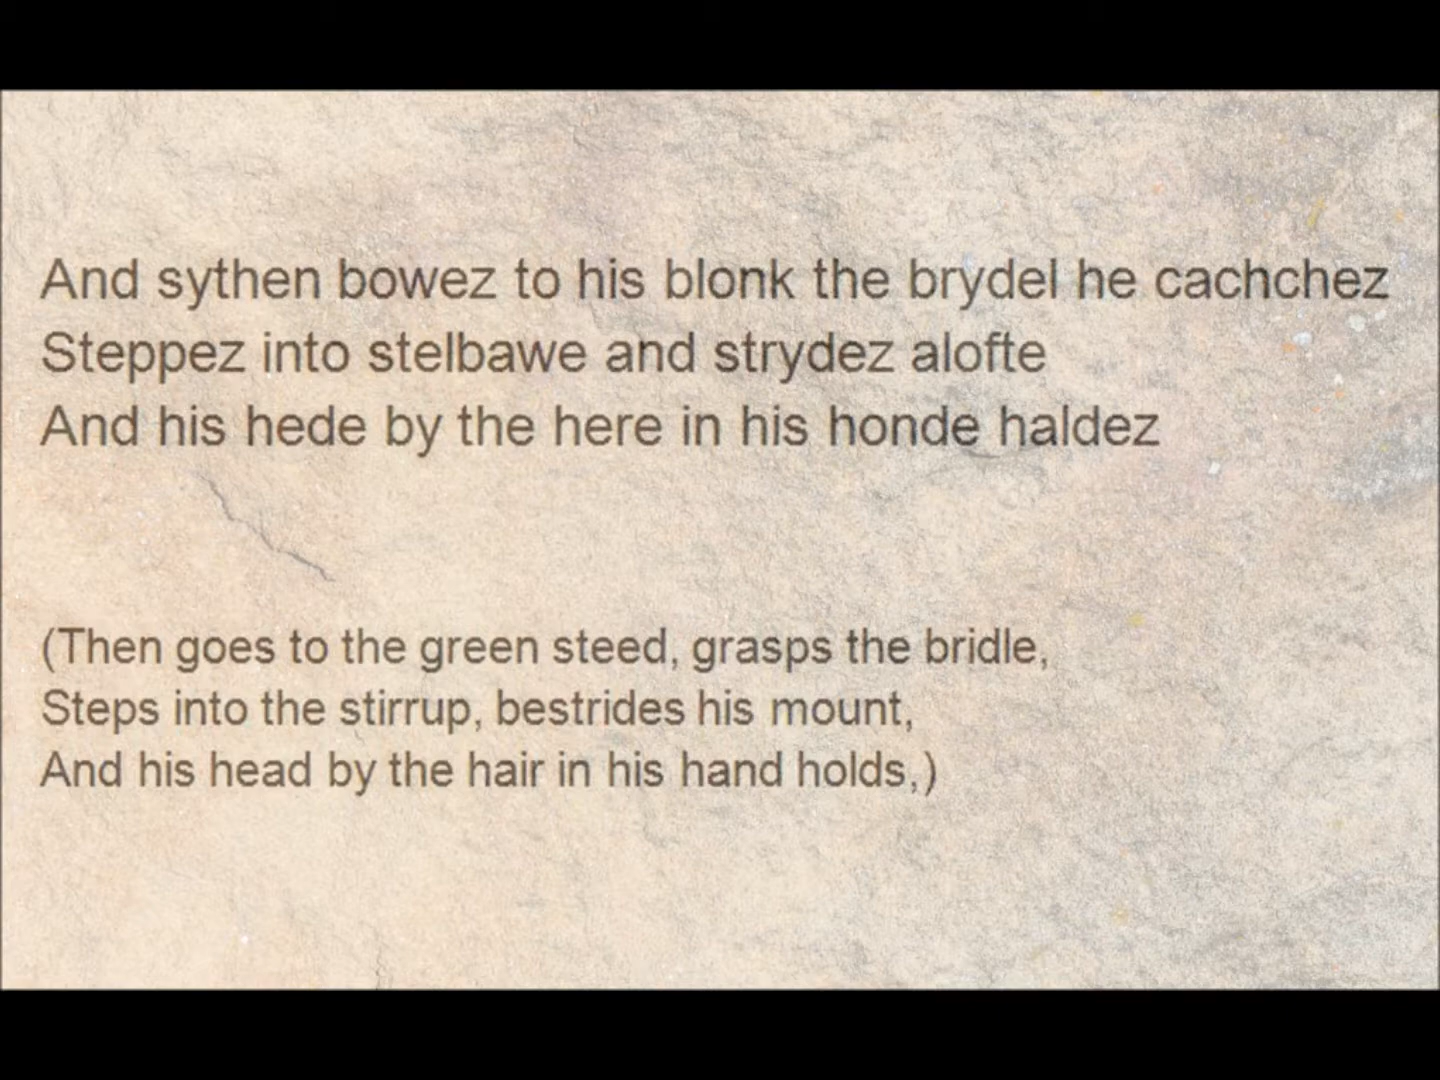 And sythen bowez to his blonk the brydel he cachchez
Steppez into stelbawe and strydez alofte
And his hede by the here in his honde haldez
(Then goes to the green steed, grasps the bridle,
Steps into the stirrup, bestrides his mount,
And his head by the hair in his hand holds,)